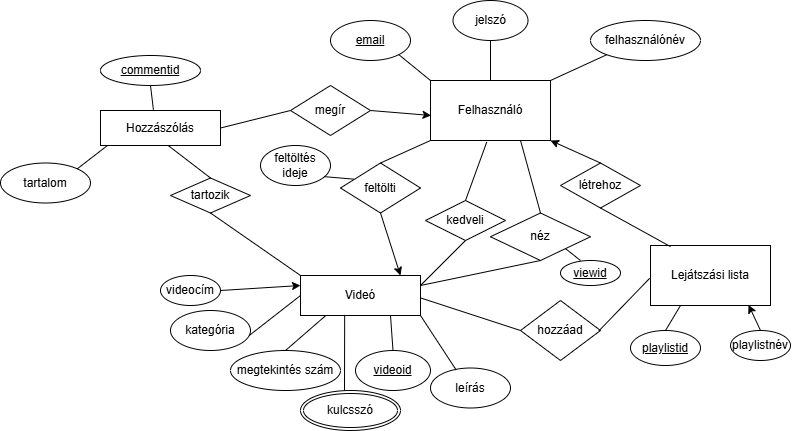 jelszó
email
felhasználónév
commentid
Felhasználó
megír
Hozzászólás
feltöltés
ideje
tartalom
tartozik
feltölti
létrehoz
kedveli
néz
viewid
Lejátszási lista
videocím
Videó
kategória
hozzáad
megtekintés szám
videoid
playlistid
playlistnév
leírás
kulcsszó